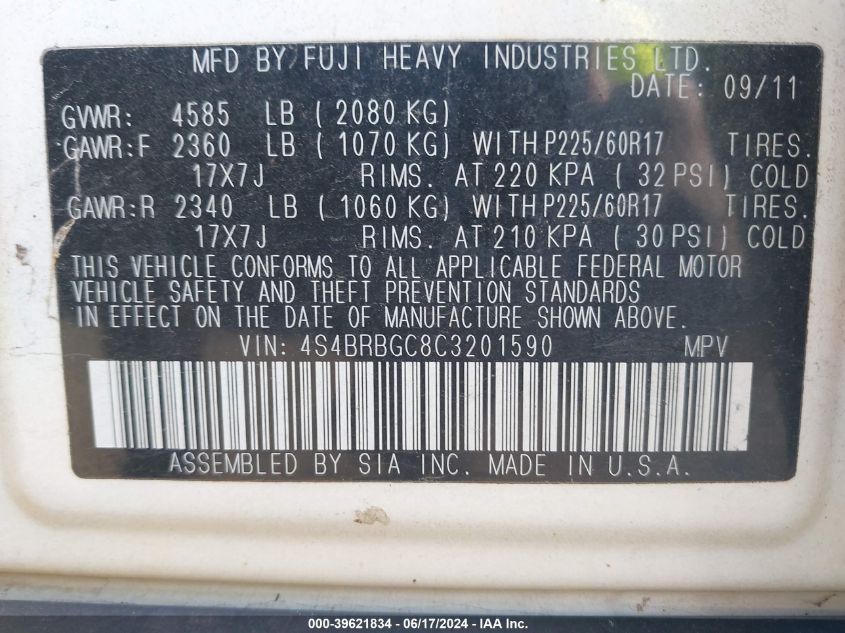 MFD BY FUJI HEAVY INDUSTRIES LTD.
DATE: 09/11
GVWR: 4585 LB ( 2080 KG)
GAWR:F 2360 LB ( 1070 KG) WITH P225/60R17 TIRES.
17X7J RIMS. AT 220 KPA ( 32 PSI) COLD
GAWR:R 2340 LB ( 1060 KG) WITH P225/60R17 TIRES.
17X7J RIMS. AT 210 KPA ( 30 PSI) COLD
THIS VEHICLE CONFORMS TO ALL APPLICABLE FEDERAL MOTOR
VEHICLE SAFETY AND THEFT PREVENTION STANDARDS
IN EFFECT ON THE DATE OF MANUFACTURE SHOWN ABOVE.
VIN: 4S4BRBGC8C3201590 MPV
ASSEMBLED BY SIA INC. MADE IN U.S.A.
000-39621834 - 06/17/2024 - IAA Inc.